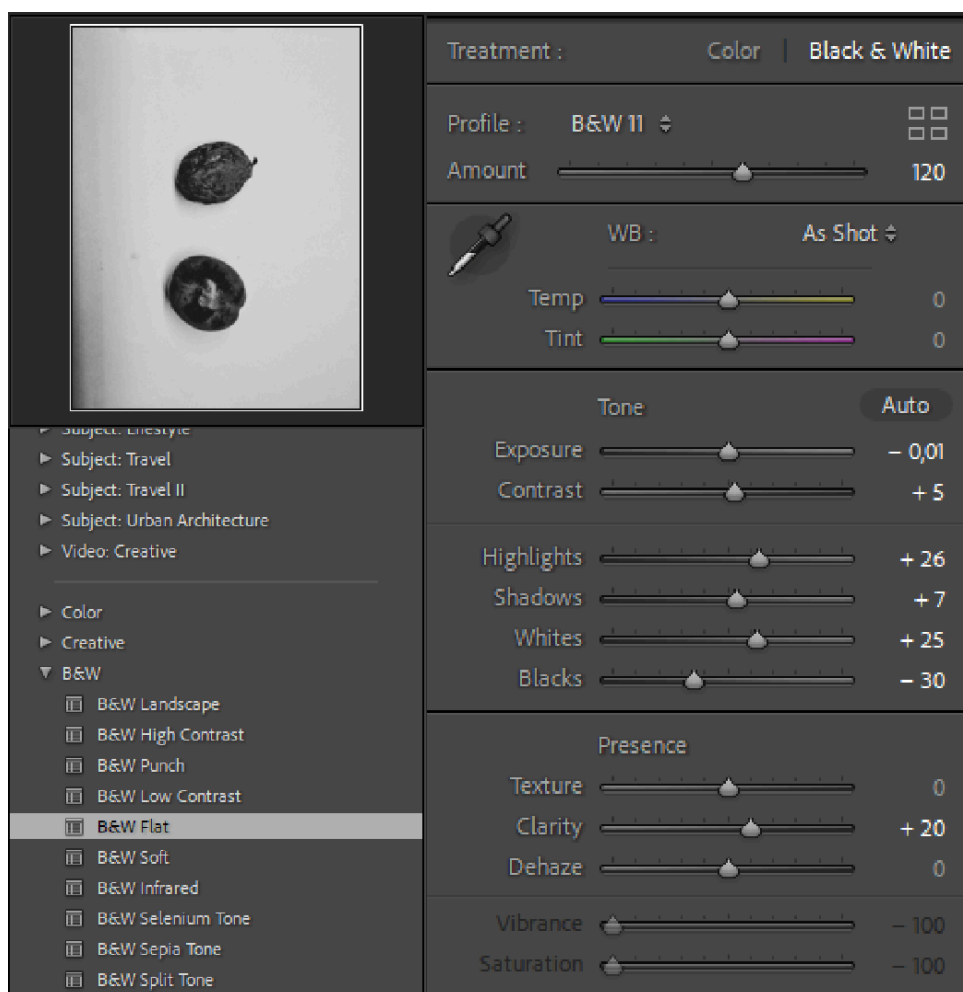 Treatment : Color | Black & White
Profile : B&W 11
Amount 120
WB : As Shot
Temp 0
Tint 0
Tone Auto
Exposure – 0,01
Contrast + 5
Highlights + 26
Shadows + 7
Whites + 25
Blacks – 30
Presence
Texture 0
Clarity + 20
Dehaze 0
Vibrance – 100
Saturation – 100
Subject: Lifestyle
Subject: Travel
Subject: Travel II
Subject: Urban Architecture
Video: Creative
Color
Creative
B&W
B&W Landscape
B&W High Contrast
B&W Punch
B&W Low Contrast
B&W Flat
B&W Soft
B&W Infrared
B&W Selenium Tone
B&W Sepia Tone
B&W Split Tone